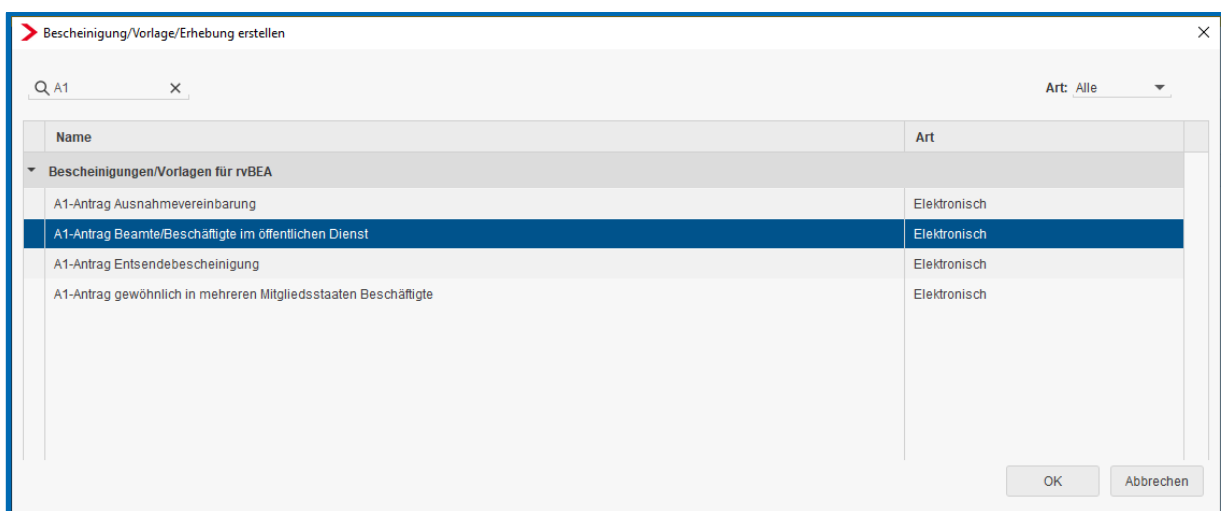 Bescheinigung/Vorlage/Erhebung erstellen
A1
Art: Alle
Name Art
Bescheinigungen/Vorlagen für rvBEA
A1-Antrag Ausnahmevereinbarung Elektronisch
A1-Antrag Beamte/Beschäftigte im öffentlichen Dienst Elektronisch
A1-Antrag Entsendebescheinigung Elektronisch
A1-Antrag gewöhnlich in mehreren Mitgliedsstaaten Beschäftigte Elektronisch
OK Abbrechen